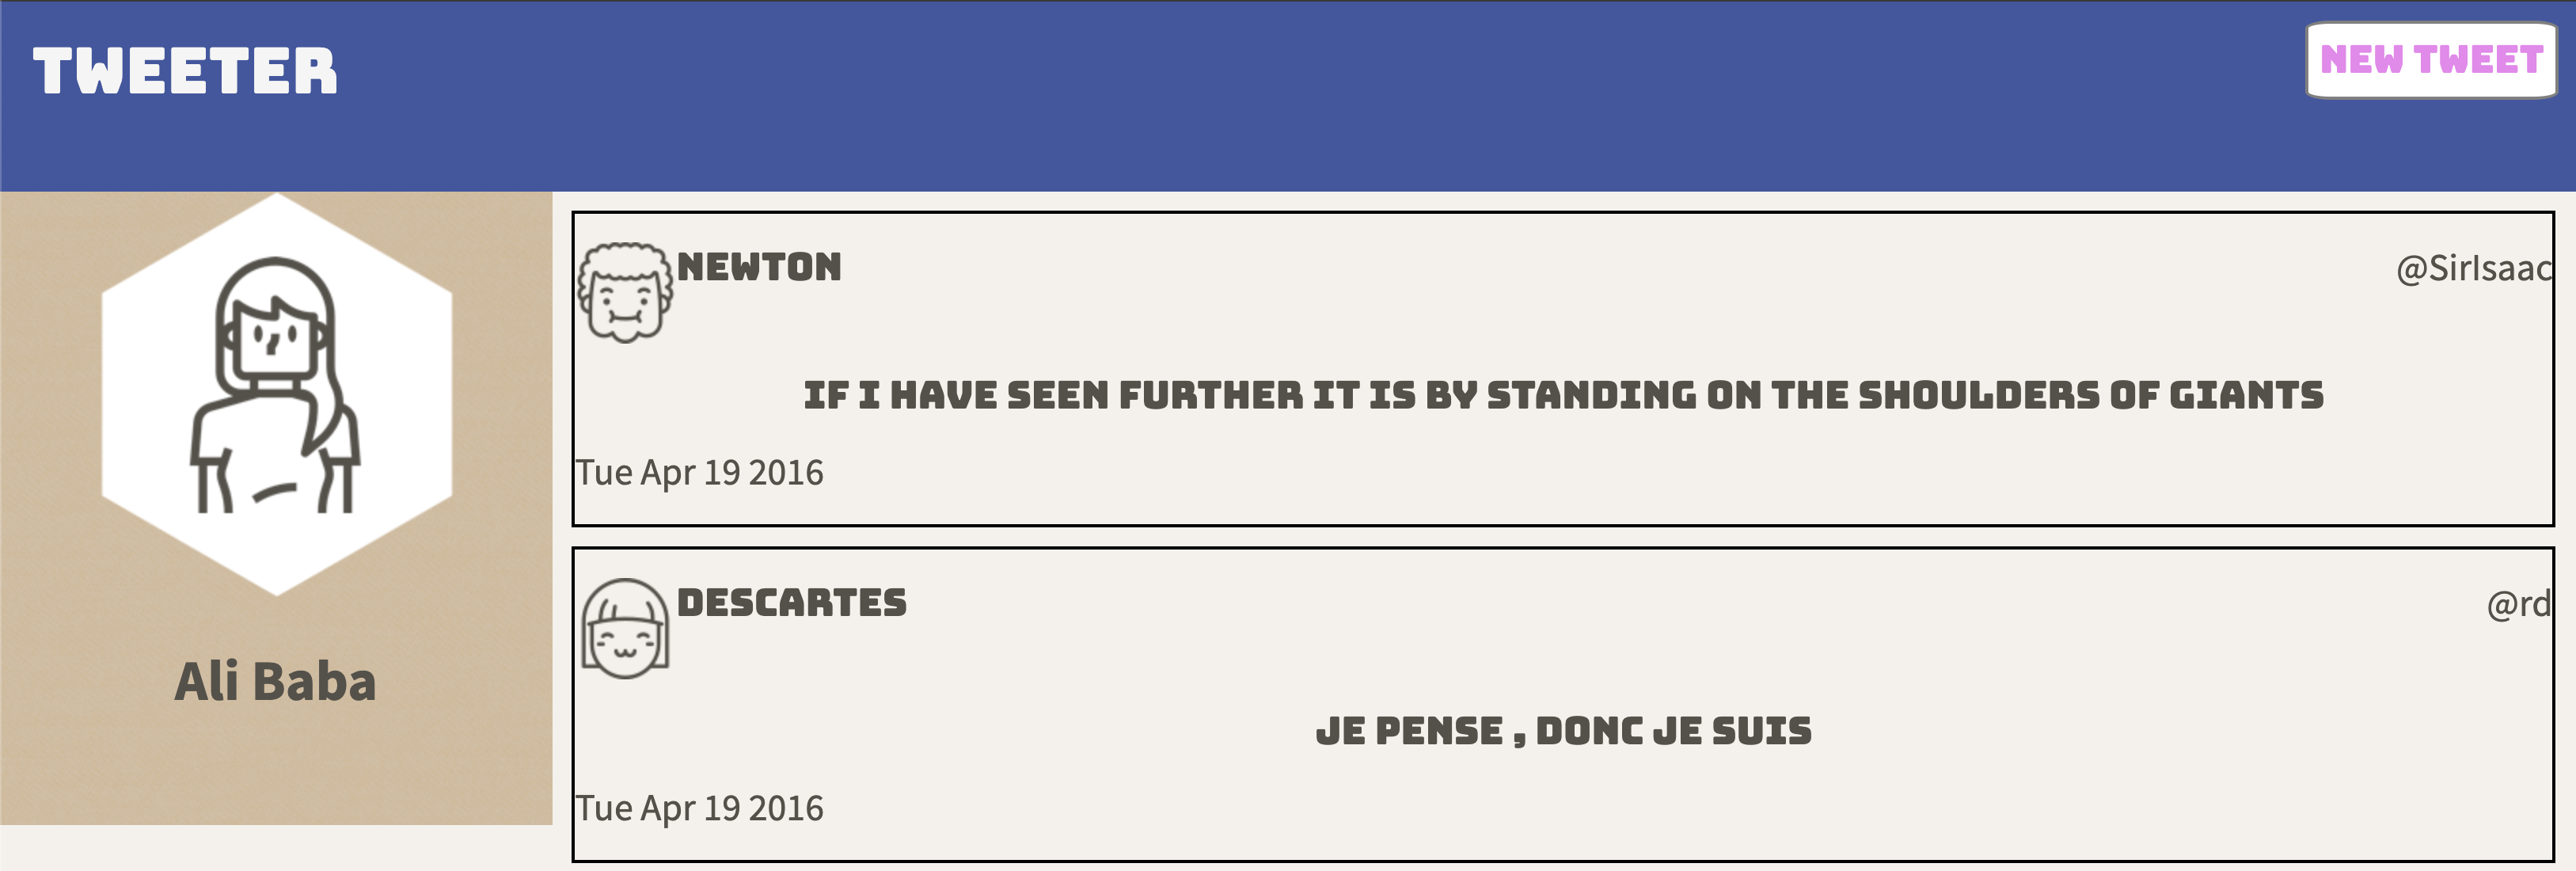 TWEETER
NEW TWEET
Ali Baba
NEWTON
@SirIsaac
IF I HAVE SEEN FURTHER IT IS BY STANDING ON THE SHOULDERS OF GIANTS
Tue Apr 19 2016
DESCARTES
@rd
JE PENSE , DONC JE SUIS
Tue Apr 19 2016